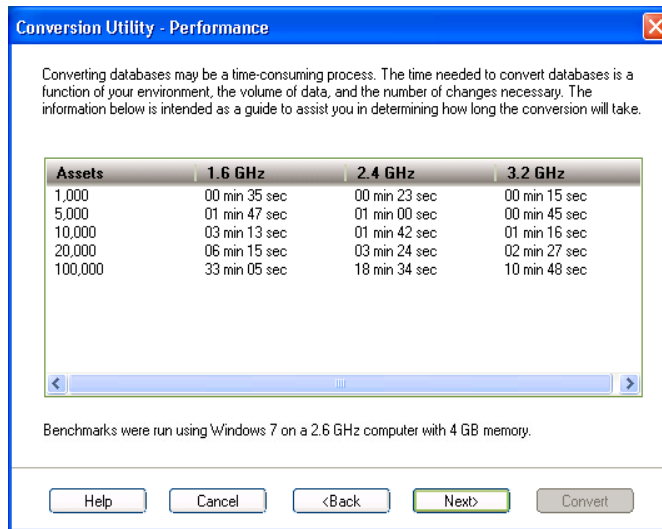 Conversion Utility - Performance
Converting databases may be a time-consuming process. The time needed to convert databases is a
function of your environment, the volume of data, and the number of changes necessary. The
information below is intended as a guide to assist you in determining how long the conversion will take.
Assets 1.6 GHz 2.4 GHz 3.2 GHz
1,000 00 min 35 sec 00 min 23 sec 00 min 15 sec
5,000 01 min 47 sec 01 min 00 sec 00 min 45 sec
10,000 03 min 13 sec 01 min 42 sec 01 min 16 sec
20,000 06 min 15 sec 03 min 24 sec 02 min 27 sec
100,000 33 min 05 sec 18 min 34 sec 10 min 48 sec
Benchmarks were run using Windows 7 on a 2.6 GHz computer with 4 GB memory.
Help Cancel <Back Next> Convert